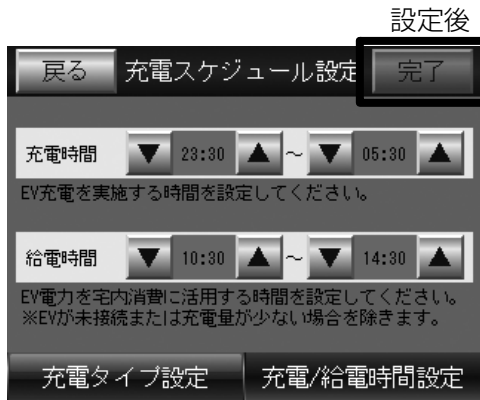 設定後
戻る 充電スケジュール設定 完了
充電時間 ▼ 23:30 ▲ ~ ▼ 05:30 ▲
EV充電を実施する時間を設定してください。
給電時間 ▼ 10:30 ▲ ~ ▼ 14:30 ▲
EV電力を宅内消費に活用する時間を設定してください。
※EVが未接続または充電量が少ない場合を除きます。
充電タイプ設定 充電/給電時間設定